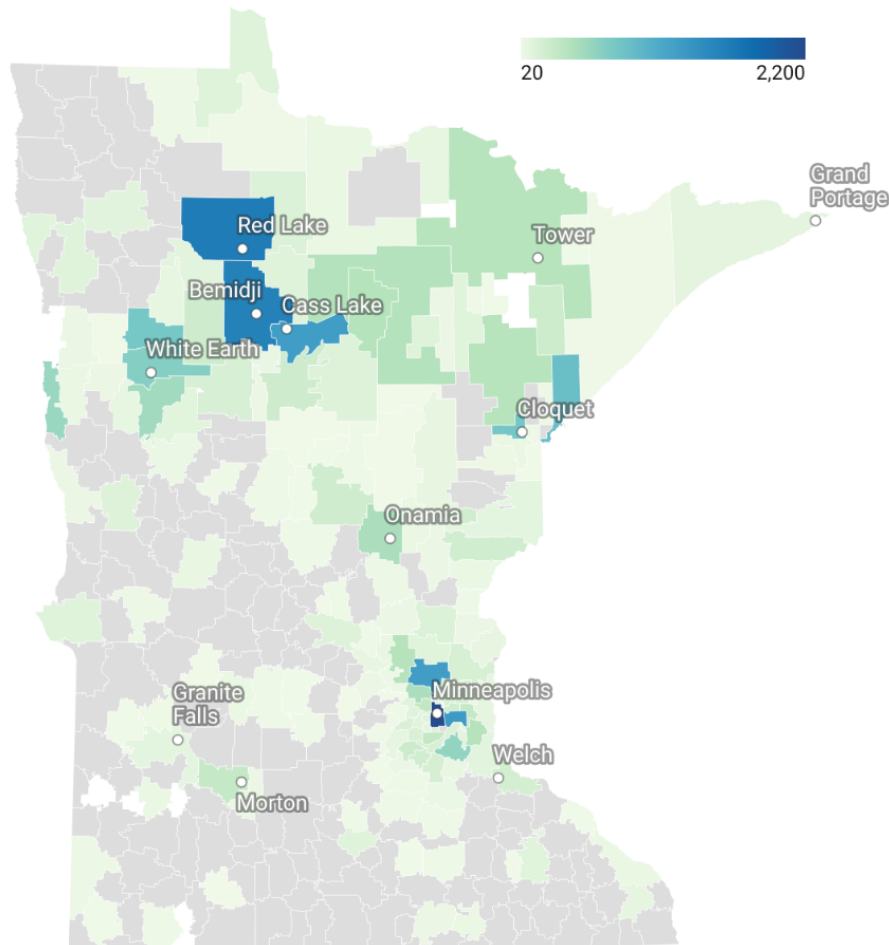 20
2,200
Grand
Portage
Red Lake
Tower
Bemidji
Cass Lake
White Earth
Cloquet
Onamia
Minneapolis
Granite
Falls
Welch
Morton